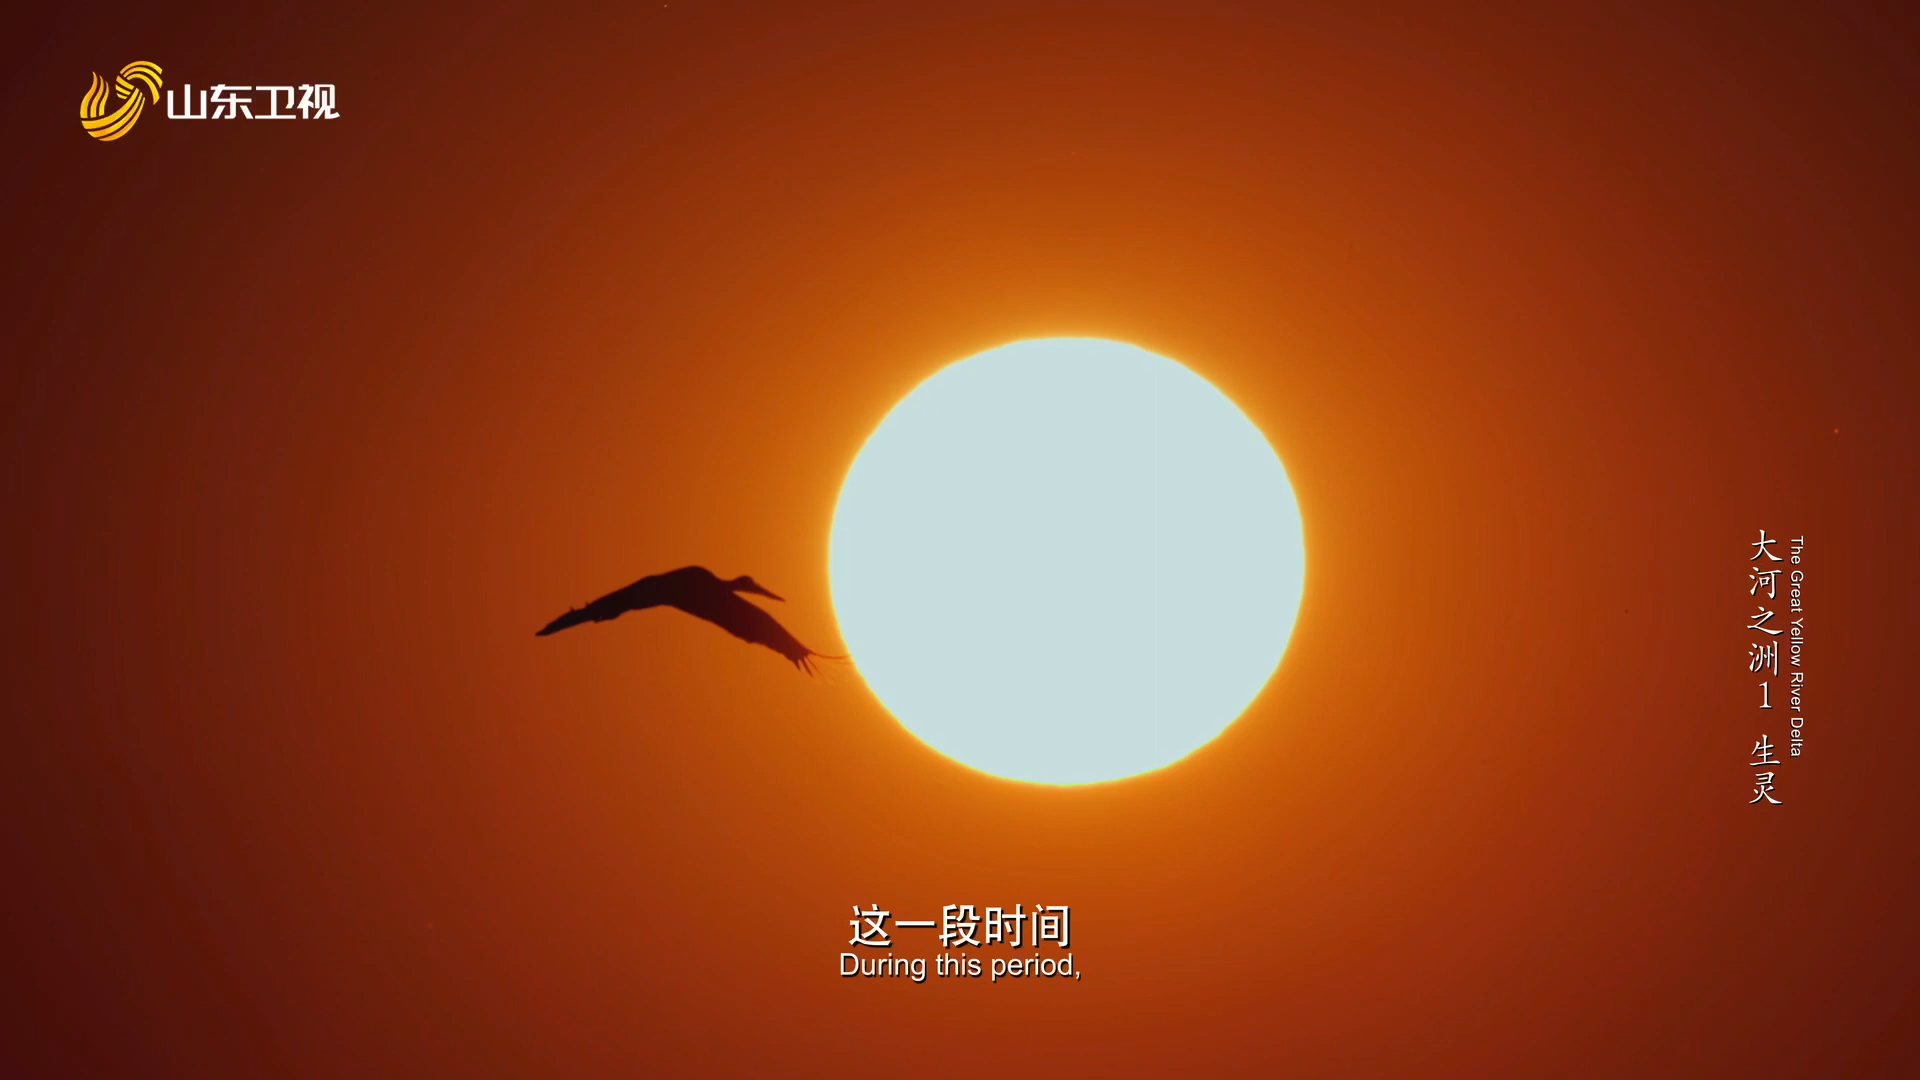 山东卫视
大河之洲1 生灵
The Great Yellow River Delta
这一段时间
During this period,